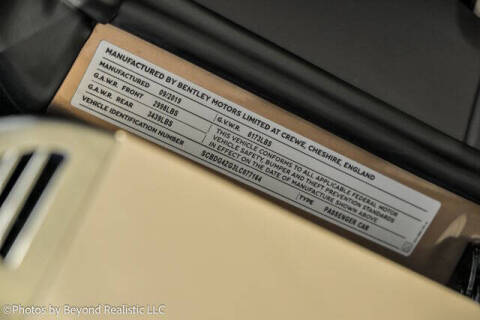 MANUFACTURED BY BENTLEY MOTORS LIMITED AT CREWE, CHESHIRE, ENGLAND
MANUFACTURED 09/2019
G.A.W.R. FRONT 2998LBS G.V.W.R. 6173LBS
G.A.W.R. REAR 3439LBS
THIS VEHICLE CONFORMS TO ALL APPLICABLE FEDERAL MOTOR
VEHICLE SAFETY, BUMPER AND THEFT PREVENTION STANDARDS
IN EFFECT ON THE DATE OF MANUFACTURE SHOWN ABOVE.
VEHICLE IDENTIFICATION NUMBER SCBDG4ZG3LC077164 TYPE PASSENGER CAR
©Photos by Beyond Realistic LLC